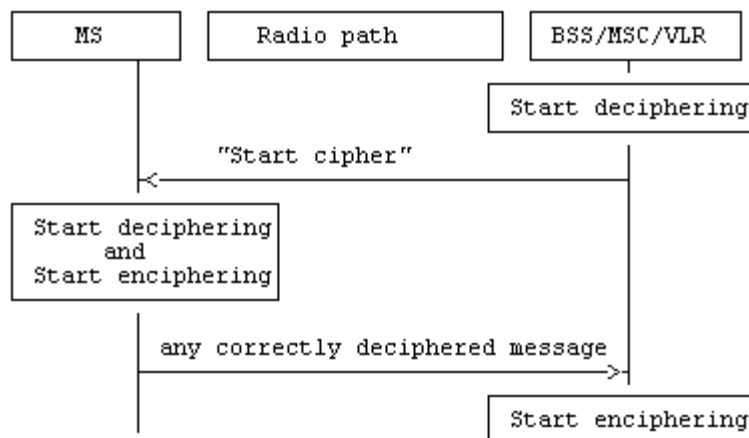 MS
Radio path
BSS/MSC/VLR
Start deciphering
"Start cipher"
Start deciphering
and
Start enciphering
any correctly deciphered message
Start enciphering